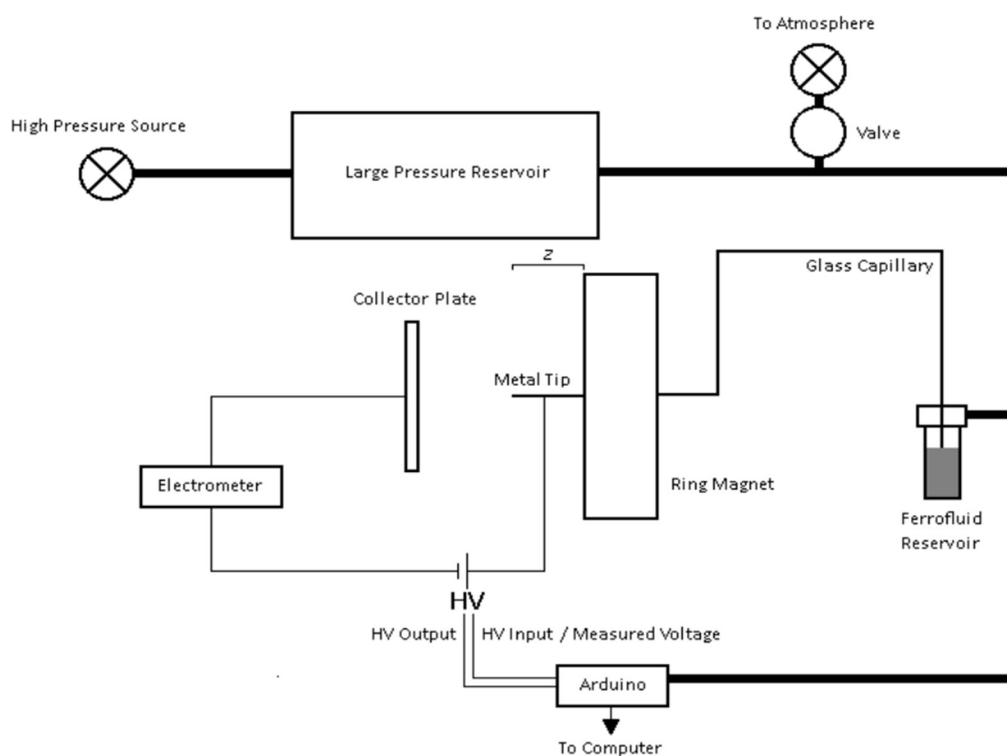 To Atmosphere
High Pressure Source
Valve
Large Pressure Reservoir
z
Glass Capillary
Collector Plate
Metal Tip
Electrometer
Ring Magnet
Ferrofluid
Reservoir
HV
HV Output
HV Input / Measured Voltage
Arduino
To Computer